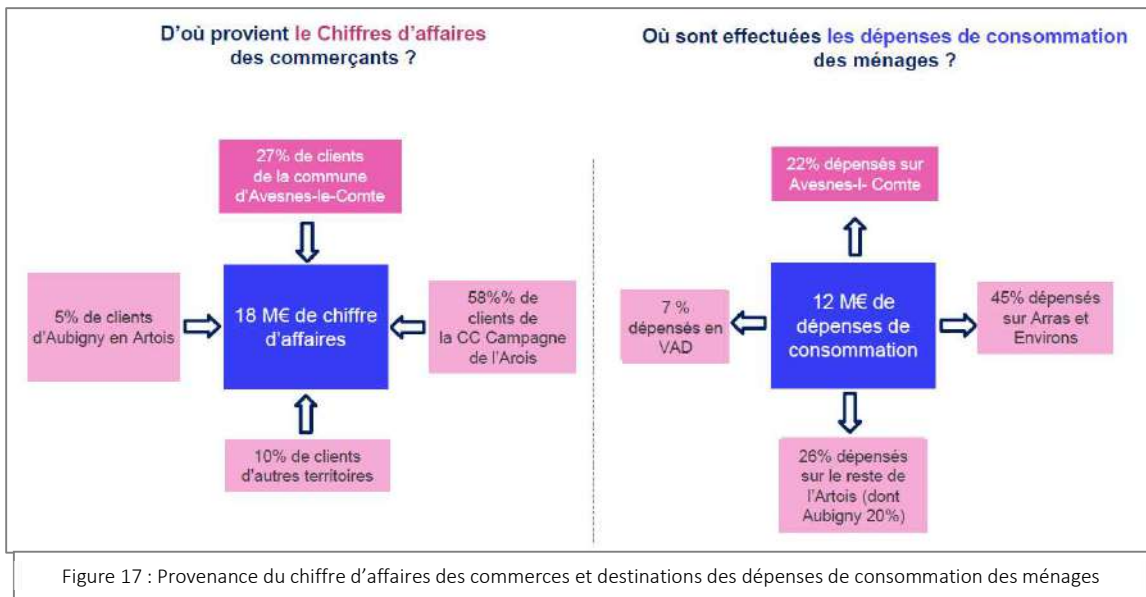 D'où provient le Chiffres d'affaires
des commerçants ?
27% de clients
de la commune
d'Avesnes-le-Comte
5% de clients
d'Aubigny en Artois
18 M€ de chiffre
d'affaires
58%% de
clients de
la CC Campagne
de l'Arois
10% de clients
d'autres territoires
Où sont effectuées les dépenses de consommation
des ménages ?
22% dépensés sur
Avesnes-l- Comte
7 %
dépensés en
VAD
12 M€ de
dépenses de
consommation
45% dépensés
sur Arras et
Environs
26% dépensés
sur le reste de
l'Artois (dont
Aubigny 20%)
Figure 17 : Provenance du chiffre d'affaires des commerces et destinations des dépenses de consommation des ménages